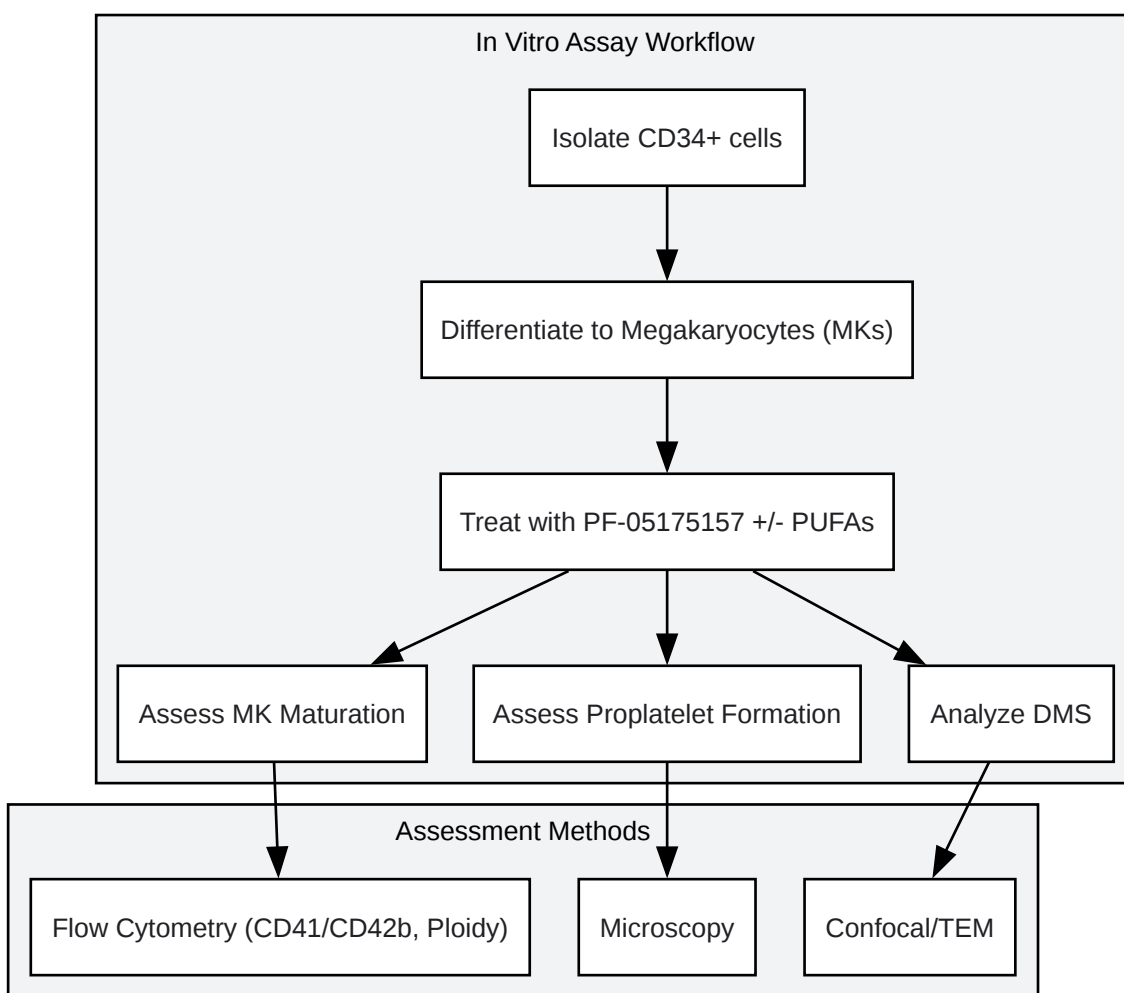 In Vitro Assay Workflow
Isolate CD34+ cells
Differentiate to Megakaryocytes (MKs)
Treat with PF-05175157 +/- PUFAs
Assess MK Maturation
Assess Proplatelet Formation
Analyze DMS
Assessment Methods
Flow Cytometry (CD41/CD42b, Ploidy)
Microscopy
Confocal/TEM